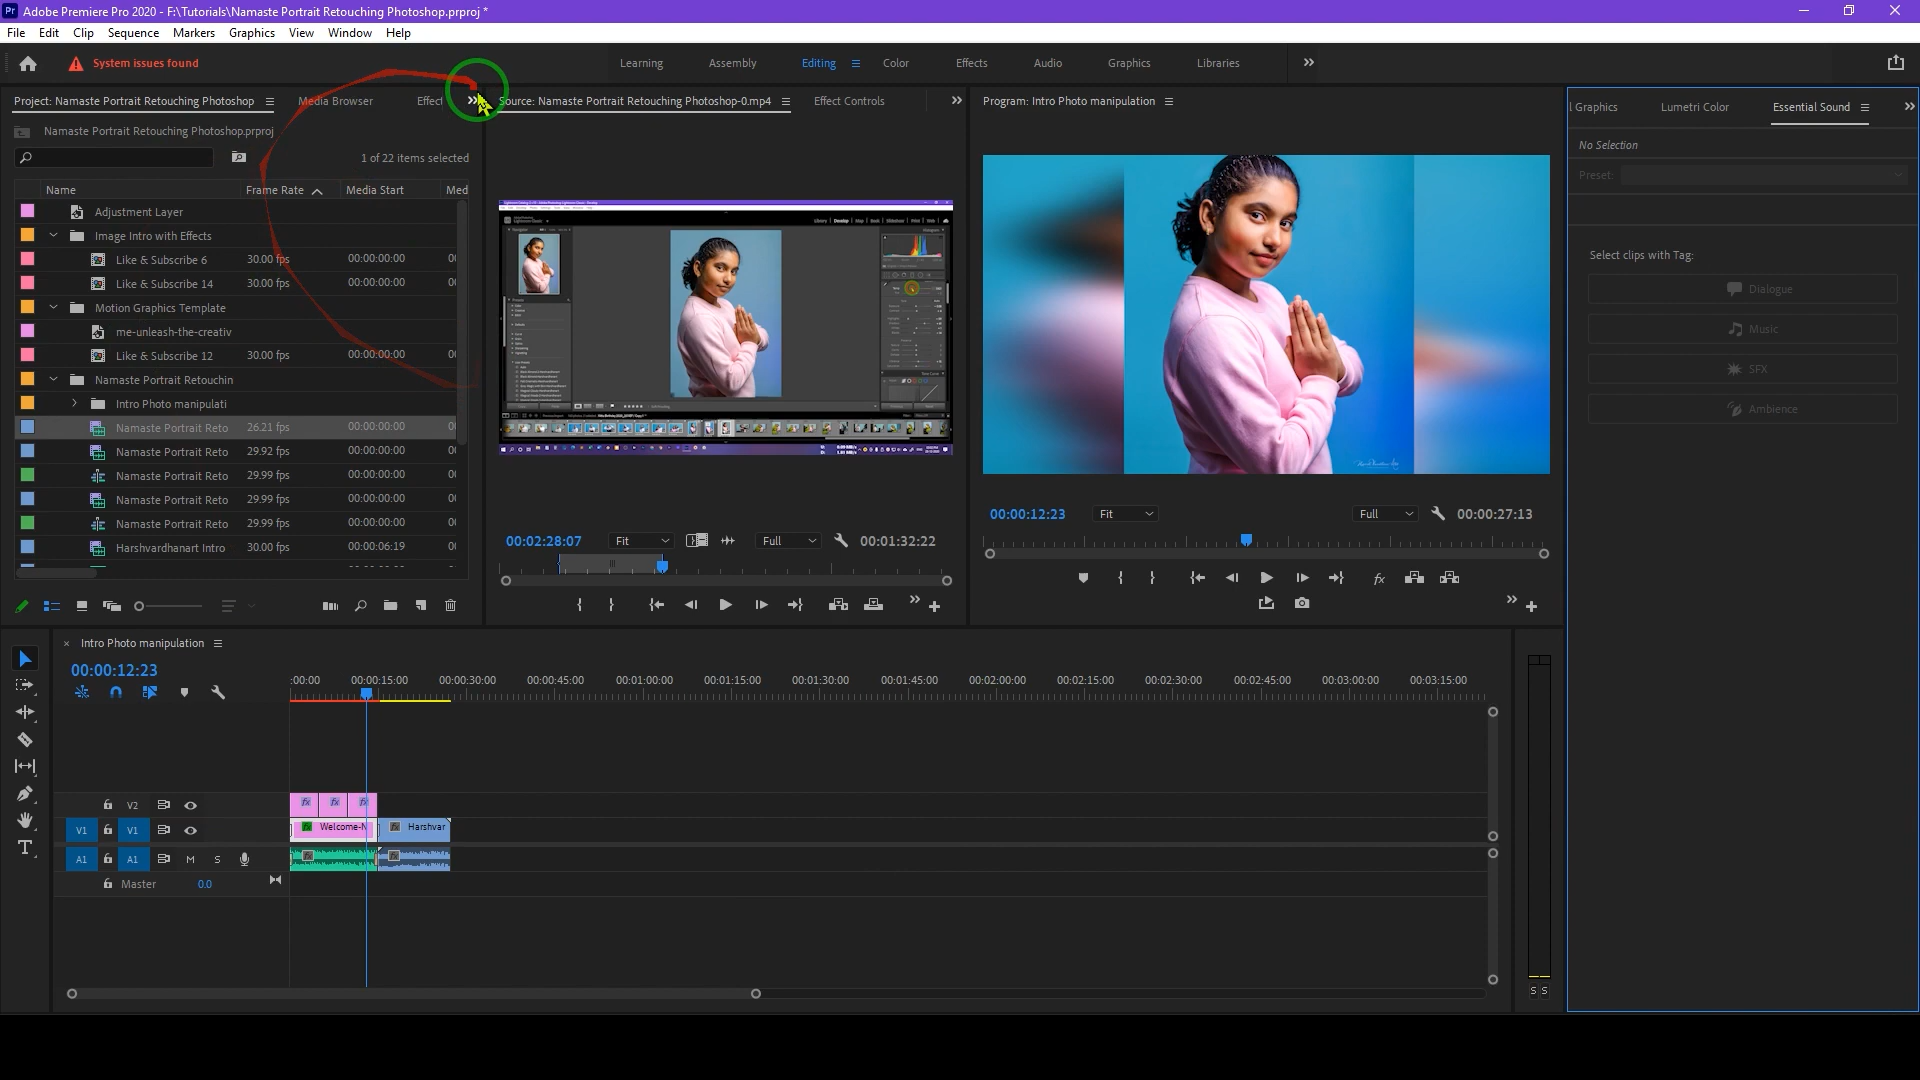 Adobe Premiere Pro 2020 - F:\Tutorials\Namaste Portrait Retouching Photoshop.prproj *
File Edit Clip Sequence Markers Graphics View Window Help
System issues found
Learning Assembly Editing Color Effects Audio Graphics Libraries
Project: Namaste Portrait Retouching Photoshop Media Browser Effect
Source: Namaste Portrait Retouching Photoshop-0.mp4 Effect Controls
Program: Intro Photo manipulation
l Graphics Lumetri Color Essential Sound
Namaste Portrait Retouching Photoshop.prproj
1 of 22 items selected
Name Frame Rate Media Start Med
Adjustment Layer
Image Intro with Effects
Like & Subscribe 6 30.00 fps 00:00:00:00 00
Like & Subscribe 14 30.00 fps 00:00:00:00 00
Motion Graphics Template
me-unleash-the-creativ
Like & Subscribe 12 30.00 fps 00:00:00:00 00
Namaste Portrait Retouchin
Intro Photo manipulati
Namaste Portrait Reto 26.21 fps 00:00:00:00 00
Namaste Portrait Reto 29.92 fps 00:00:00:00 00
Namaste Portrait Reto 29.99 fps 00:00:00:00 00
Namaste Portrait Reto 29.99 fps 00:00:00:00 00
Namaste Portrait Reto 29.99 fps 00:00:00:00 00
Harshvardhanart Intro 30.00 fps 00:00:06:19 00
00:02:28:07 Fit Full 00:01:32:22
00:00:12:23 Fit Full 00:00:27:13
No Selection
Preset:
Select clips with Tag:
Dialogue
Music
SFX
Ambience
Intro Photo manipulation
00:00:12:23
:00:00 00:00:15:00 00:00:30:00 00:00:45:00 00:01:00:00 00:01:15:00 00:01:30:00 00:01:45:00 00:02:00:00 00:02:15:00 00:02:30:00 00:02:45:00 00:03:00:00 00:03:15:00
V2
V1 V1 Welcome-N Harshvar
A1 A1 M S
Master 0.0
S S